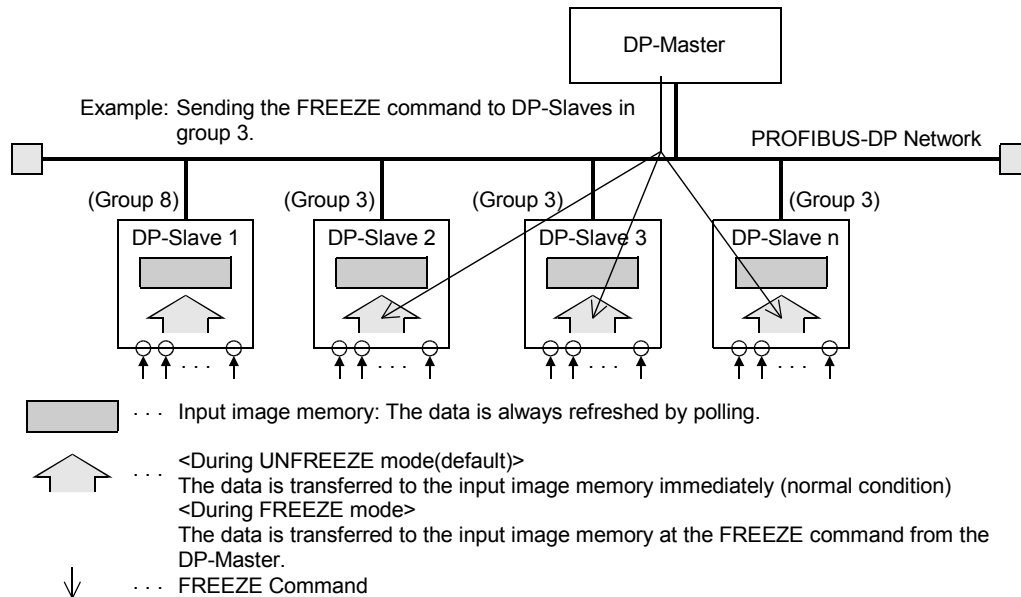 DP-Master
Example: Sending the FREEZE command to DP-Slaves in
group 3.
PROFIBUS-DP Network
(Group 8)
(Group 3)
(Group 3)
(Group 3)
DP-Slave 1
DP-Slave 2
DP-Slave 3
DP-Slave n
· · ·
· · ·
· · ·
· · ·
· · · Input image memory: The data is always refreshed by polling.
· · · <During UNFREEZE mode(default)>
The data is transferred to the input image memory immediately (normal condition)
<During FREEZE mode>
The data is transferred to the input image memory at the FREEZE command from the
DP-Master.
· · · FREEZE Command